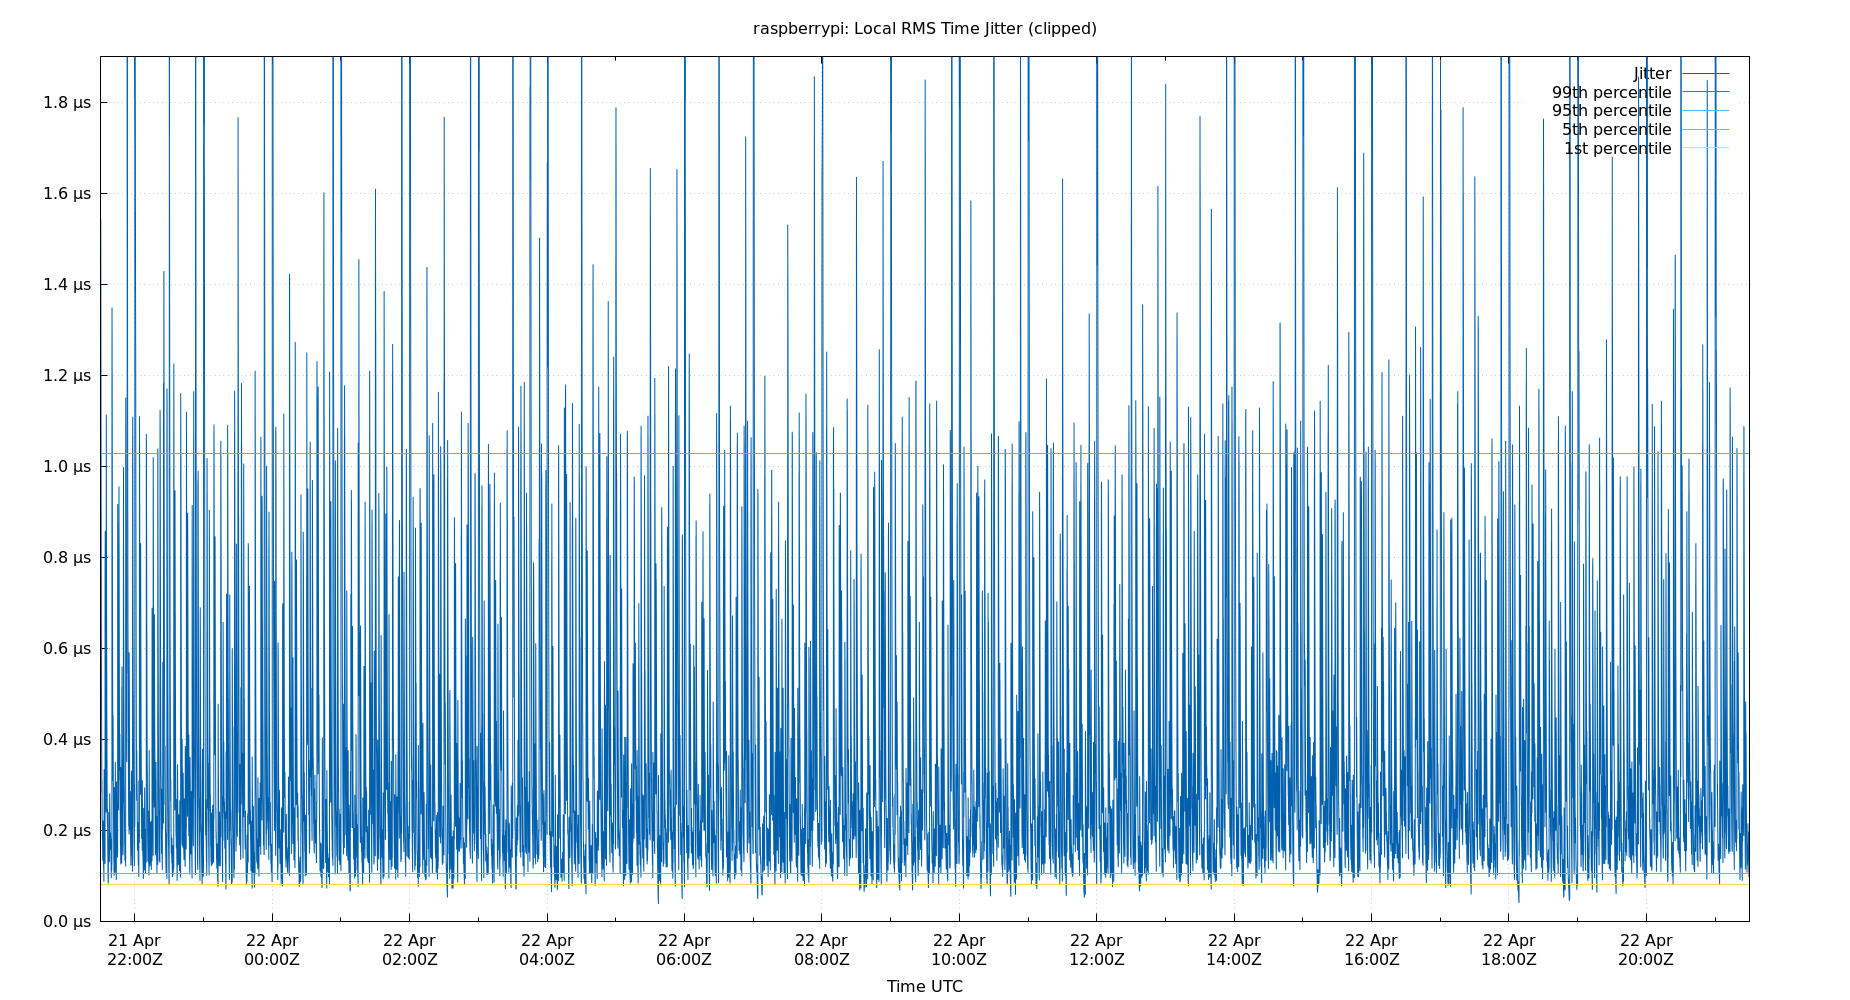 raspberrypi: Local RMS Time Jitter (clipped)
Jitter
99th percentile
95th percentile
5th percentile
1st percentile
1.8 µs
1.6 µs
1.4 µs
1.2 µs
1.0 µs
0.8 µs
0.6 µs
0.4 µs
0.2 µs
0.0 µs
21 Apr 22 Apr 22 Apr 22 Apr 22 Apr 22 Apr 22 Apr 22 Apr 22 Apr 22 Apr 22 Apr 22 Apr
22:00Z 00:00Z 02:00Z 04:00Z 06:00Z 08:00Z 10:00Z 12:00Z 14:00Z 16:00Z 18:00Z 20:00Z
Time UTC